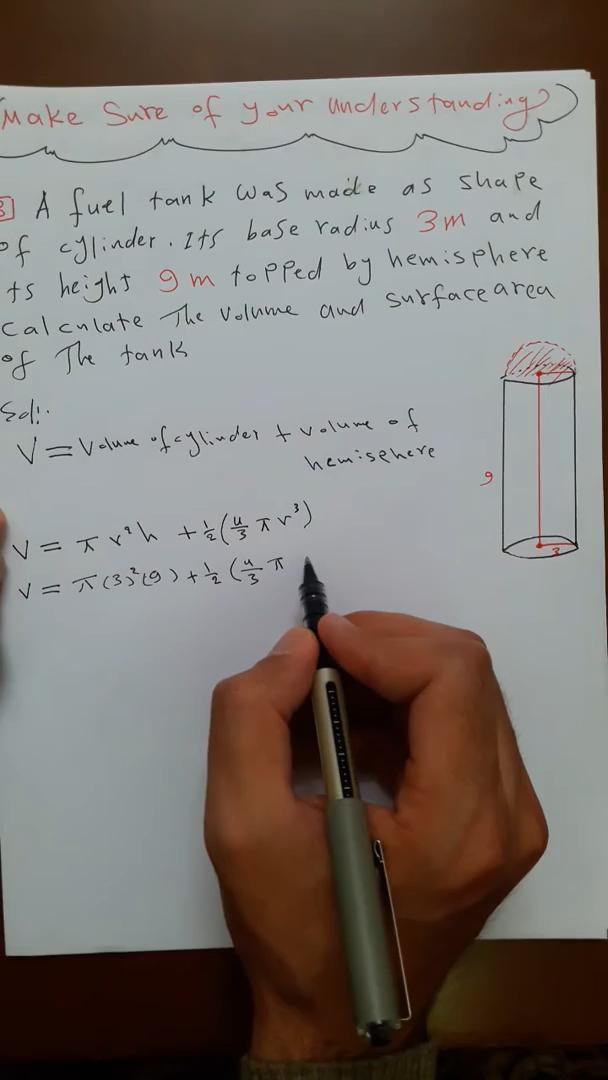 Make Sure of your understanding
3 A fuel tank was made as shape
of cylinder. Its base radius 3m and
ts height 9 m topped by hemisphere
Calculate The volume and surface area
of The tank
Sol:
V = Volume of cylinder + volume of
hemisphere
9
3
V = π r² h + 1/2 (4/3 π r³)
V = π (3)² (9) + 1/2 (4/3 π